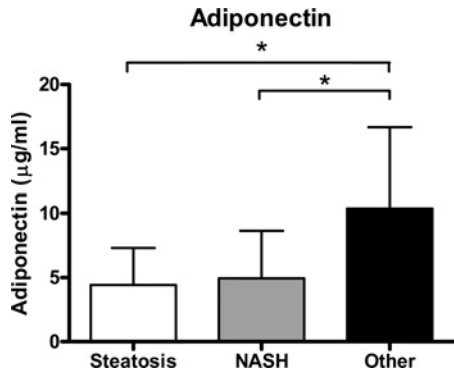 Adiponectin
*
*
20
15
10
5
0
Adiponectin (μg/ml)
Steatosis NASH Other